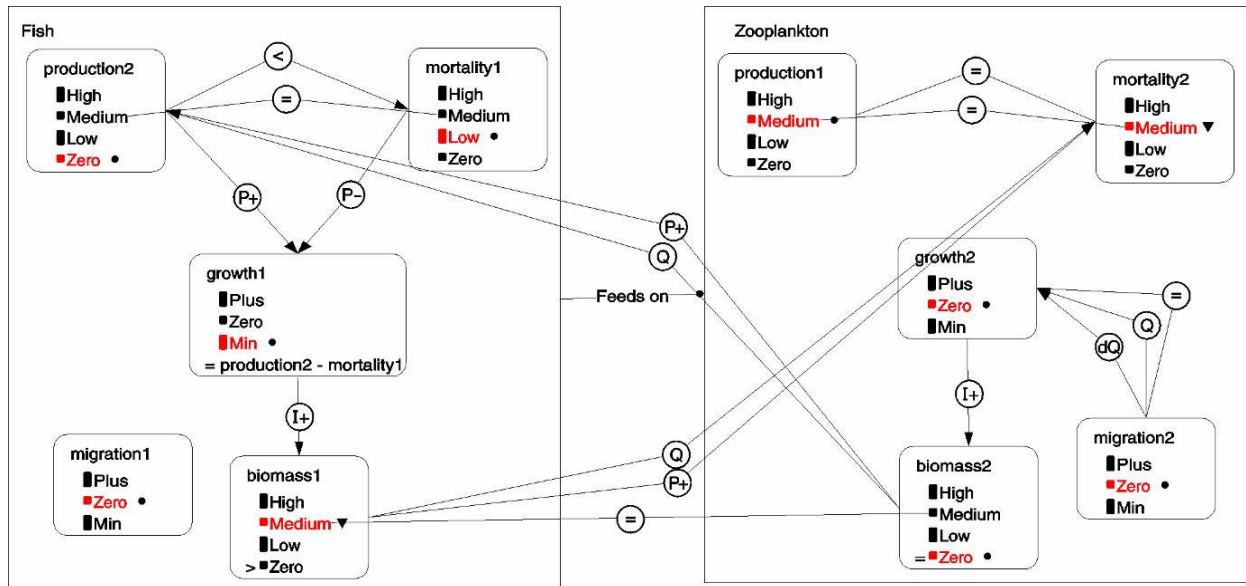 Fish
production2
High
Medium
Low
Zero
<
=
mortality1
High
Medium
Low
Zero
P+
P-
growth1
Plus
Zero
Min
= production2 - mortality1
I+
migration1
Plus
Zero
Min
biomass1
High
Medium
Low
> Zero
Feeds on
P+
Q
Q
P+
=
Zooplankton
production1
High
Medium
Low
Zero
=
=
mortality2
High
Medium
Low
Zero
growth2
Plus
Zero
Min
=
Q
dQ
I+
migration2
Plus
Zero
Min
biomass2
High
Medium
Low
= Zero